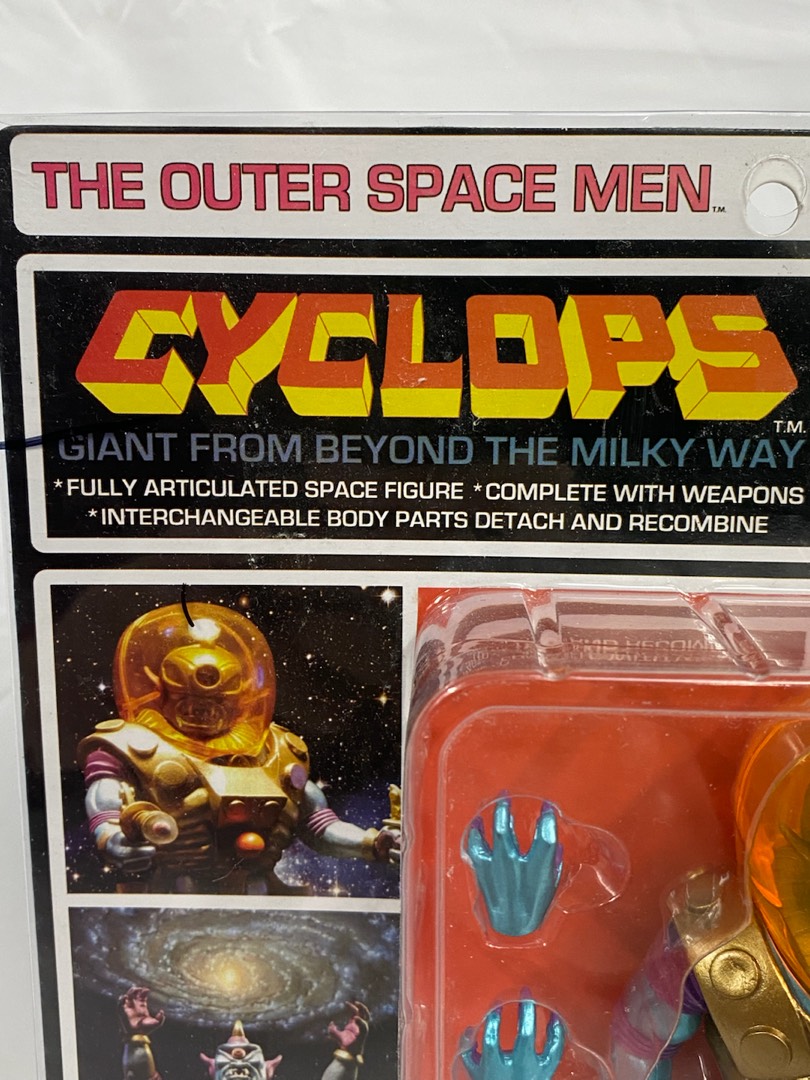 THE OUTER SPACE MEN TM
CYCLOPS T.M.
GIANT FROM BEYOND THE MILKY WAY
*FULLY ARTICULATED SPACE FIGURE *COMPLETE WITH WEAPONS
*INTERCHANGEABLE BODY PARTS DETACH AND RECOMBINE